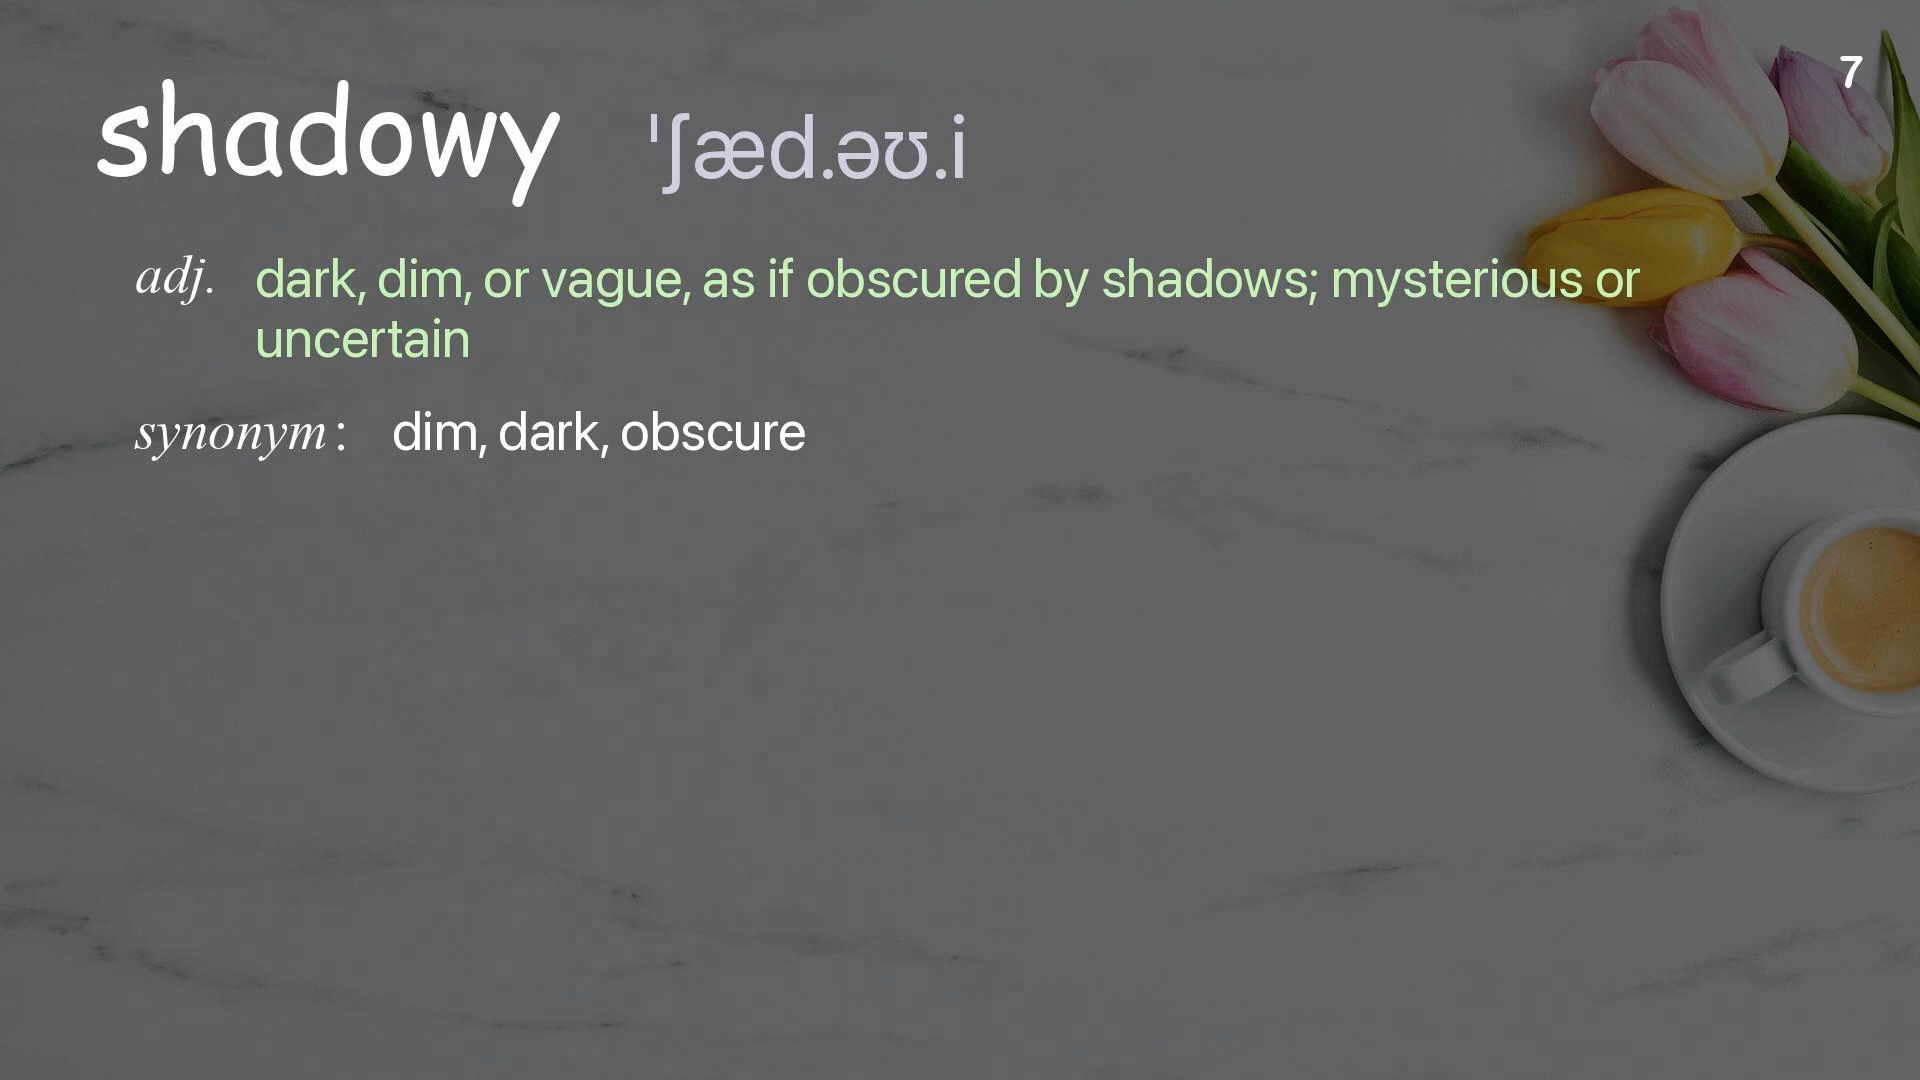 7
shadowy ˈʃæd.əʊ.i
adj. dark, dim, or vague, as if obscured by shadows; mysterious or
uncertain
synonym: dim, dark, obscure